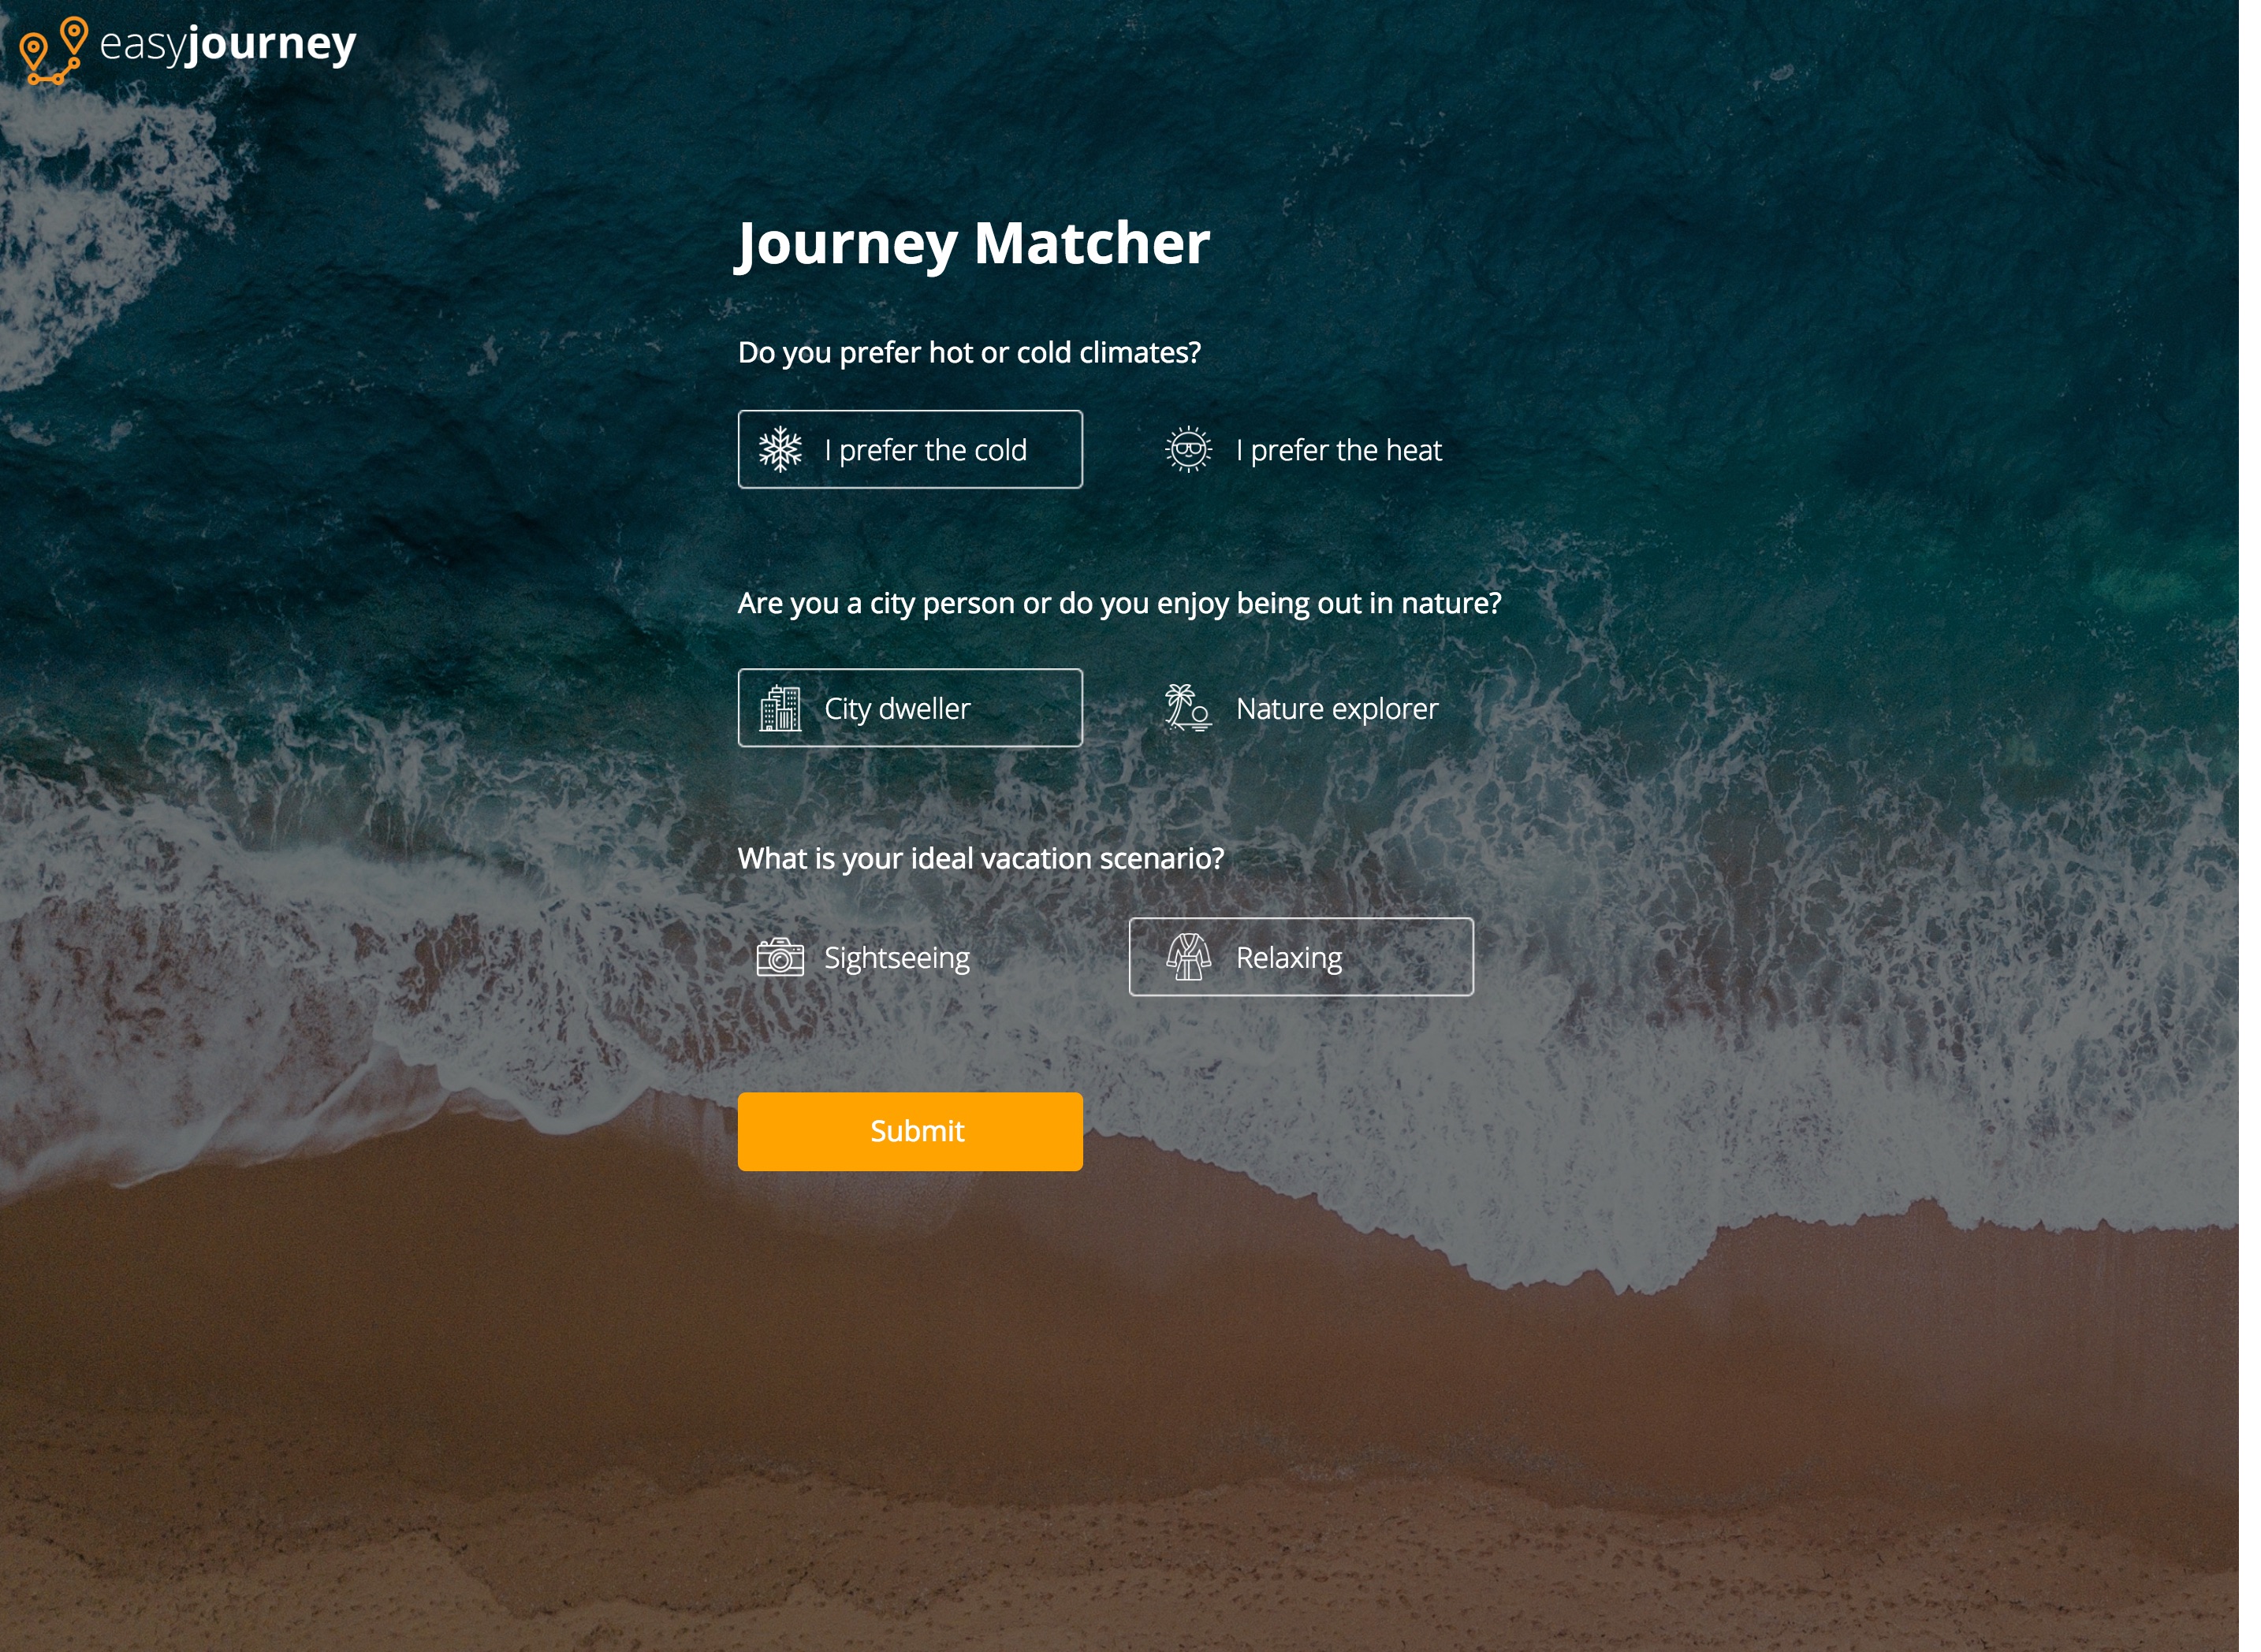 easyjourney
Journey Matcher
Do you prefer hot or cold climates?
I prefer the cold
I prefer the heat
Are you a city person or do you enjoy being out in nature?
City dweller
Nature explorer
What is your ideal vacation scenario?
Sightseeing
Relaxing
Submit